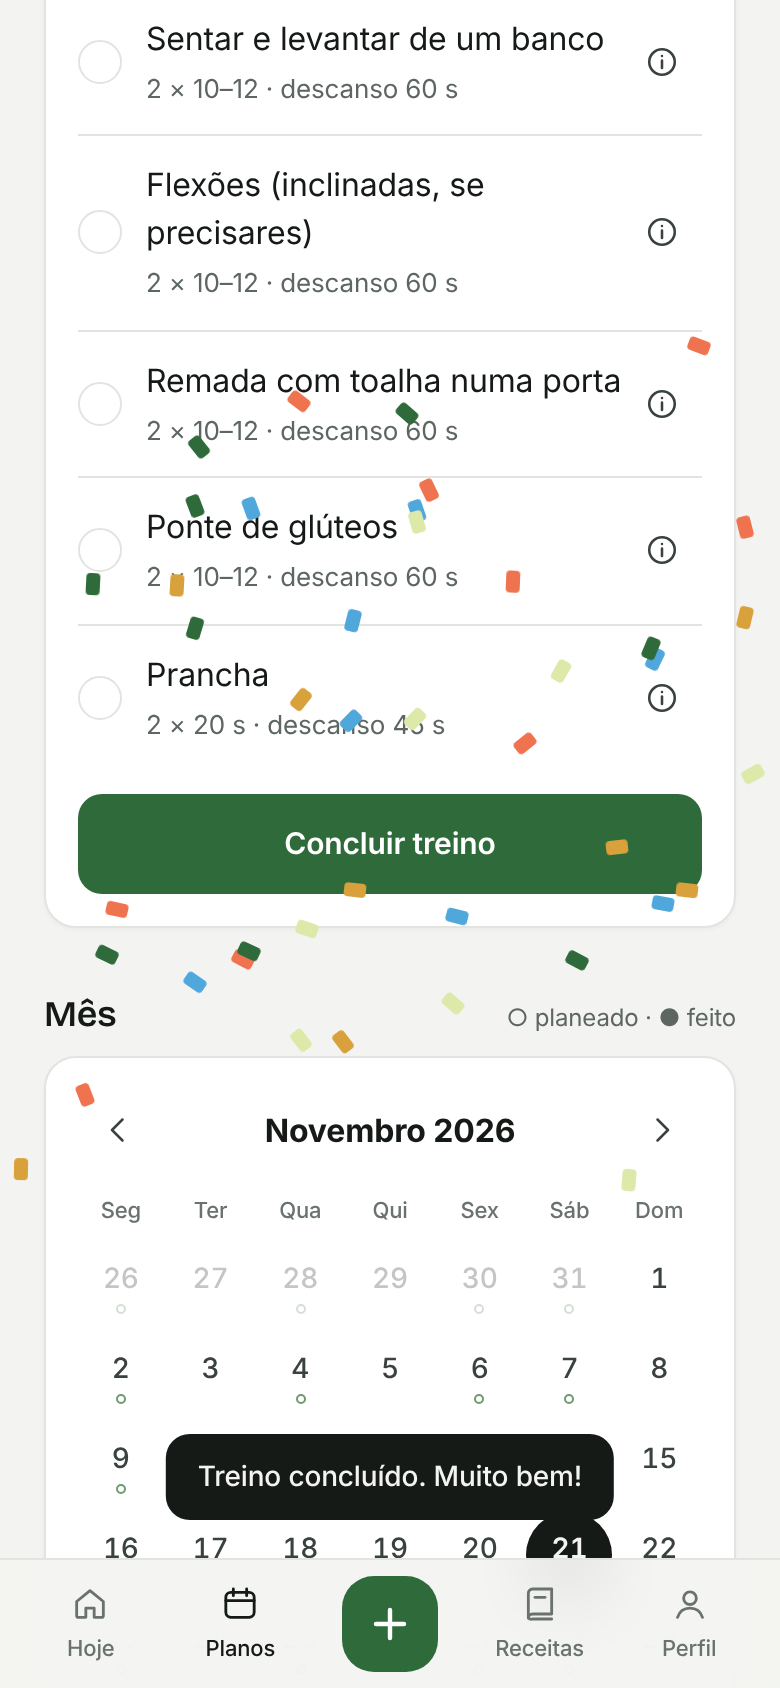 Sentar e levantar de um banco
2 × 10–12 · descanso 60 s
Flexões (inclinadas, se
precisares)
2 × 10–12 · descanso 60 s
Remada com toalha numa porta
2 × 10–12 · descanso 60 s
Ponte de glúteos
2 × 10–12 · descanso 60 s
Prancha
2 × 20 s · descanso 45 s
Concluir treino
Mês
planeado · feito
Novembro 2026
Seg Ter Qua Qui Sex Sáb Dom
26 27 28 29 30 31 1
2 3 4 5 6 7 8
9 15
Treino concluído. Muito bem!
16 17 18 19 20 21 22
Hoje Planos Receitas Perfil